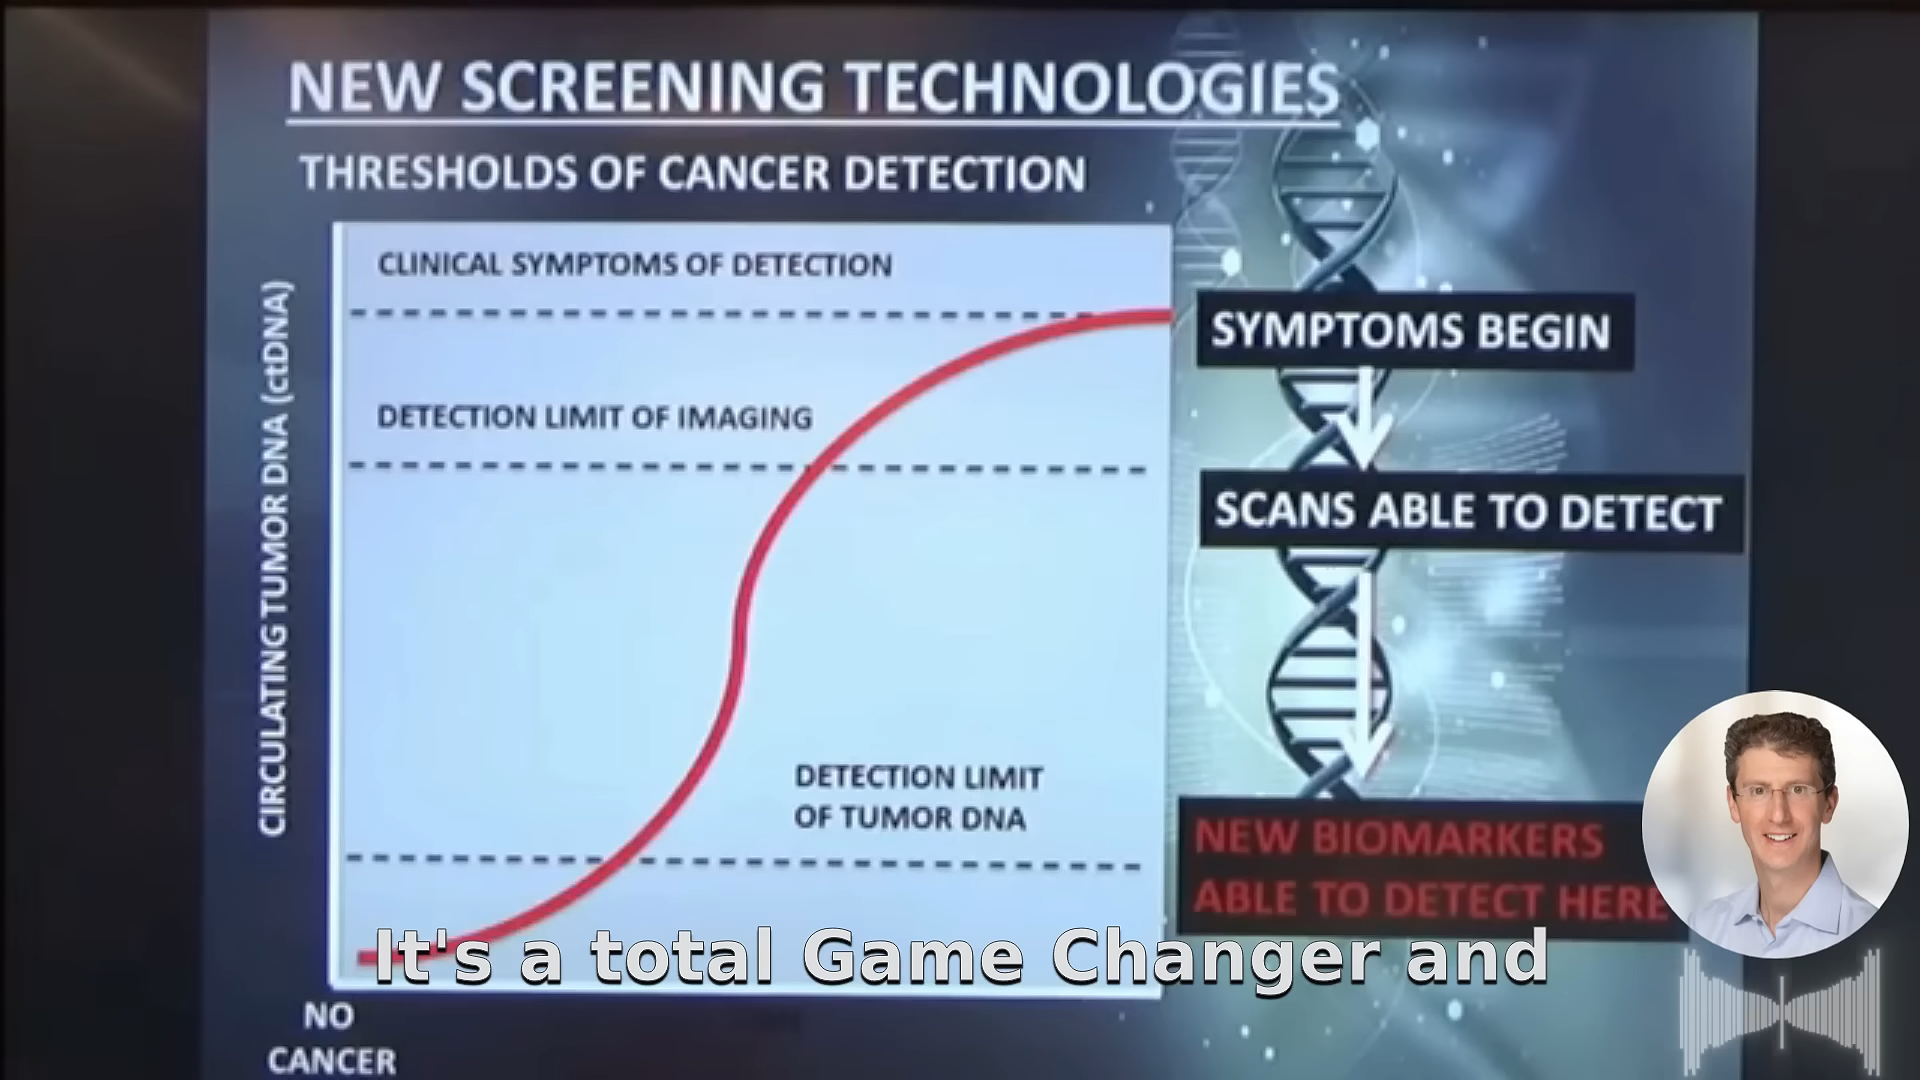 NEW SCREENING TECHNOLOGIES
THRESHOLDS OF CANCER DETECTION
CIRCULATING TUMOR DNA (ctDNA)
CLINICAL SYMPTOMS OF DETECTION
DETECTION LIMIT OF IMAGING
DETECTION LIMIT
OF TUMOR DNA
SYMPTOMS BEGIN
SCANS ABLE TO DETECT
NEW BIOMARKERS
ABLE TO DETECT HERE
It's a total Game Changer and
NO
CANCER